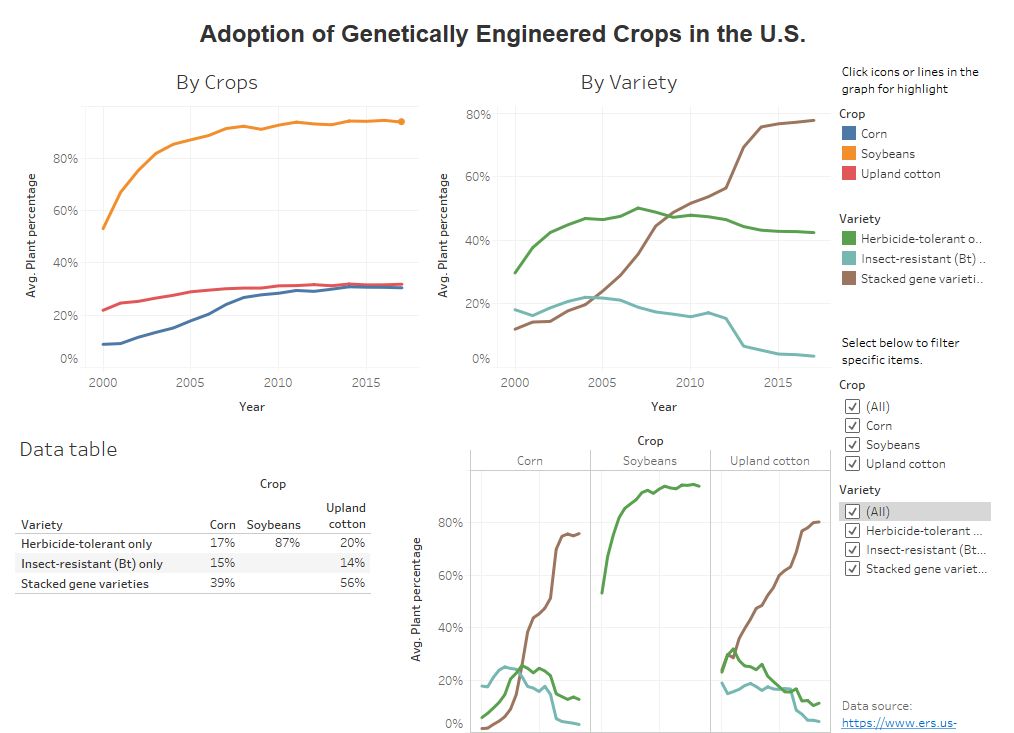 Adoption of Genetically Engineered Crops in the U.S.
By Crops
Avg. Plant percentage
80%
60%
40%
20%
0%
2000
2005
2010
2015
Year
By Variety
Avg. Plant percentage
80%
60%
40%
20%
0%
2000
2005
2010
2015
Year
Click icons or lines in the
graph for highlight
Crop
Corn
Soybeans
Upland cotton
Variety
Herbicide-tolerant o..
Insect-resistant (Bt) ..
Stacked gene varieti..
Select below to filter
specific items.
Crop
(All)
Corn
Soybeans
Upland cotton
Variety
(All)
Herbicide-tolerant ...
Insect-resistant (Bt...
Stacked gene variet...
Data table
Crop
Variety Corn Soybeans Upland cotton
Herbicide-tolerant only 17% 87% 20%
Insect-resistant (Bt) only 15% 14%
Stacked gene varieties 39% 56%
Crop
Corn Soybeans Upland cotton
Avg. Plant percentage
80%
60%
40%
20%
0%
Data source:
https://www.ers.us-